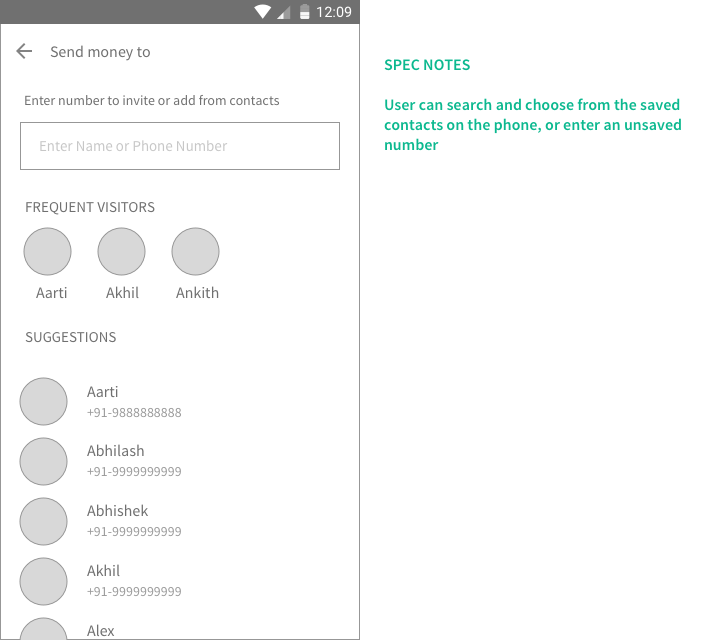 12:09
Send money to
Enter number to invite or add from contacts
Enter Name or Phone Number
FREQUENT VISITORS
Aarti Akhil Ankith
SUGGESTIONS
Aarti
+91-9888888888
Abhilash
+91-9999999999
Abhishek
+91-9999999999
Akhil
+91-9999999999
Alex
SPEC NOTES
User can search and choose from the saved
contacts on the phone, or enter an unsaved
number